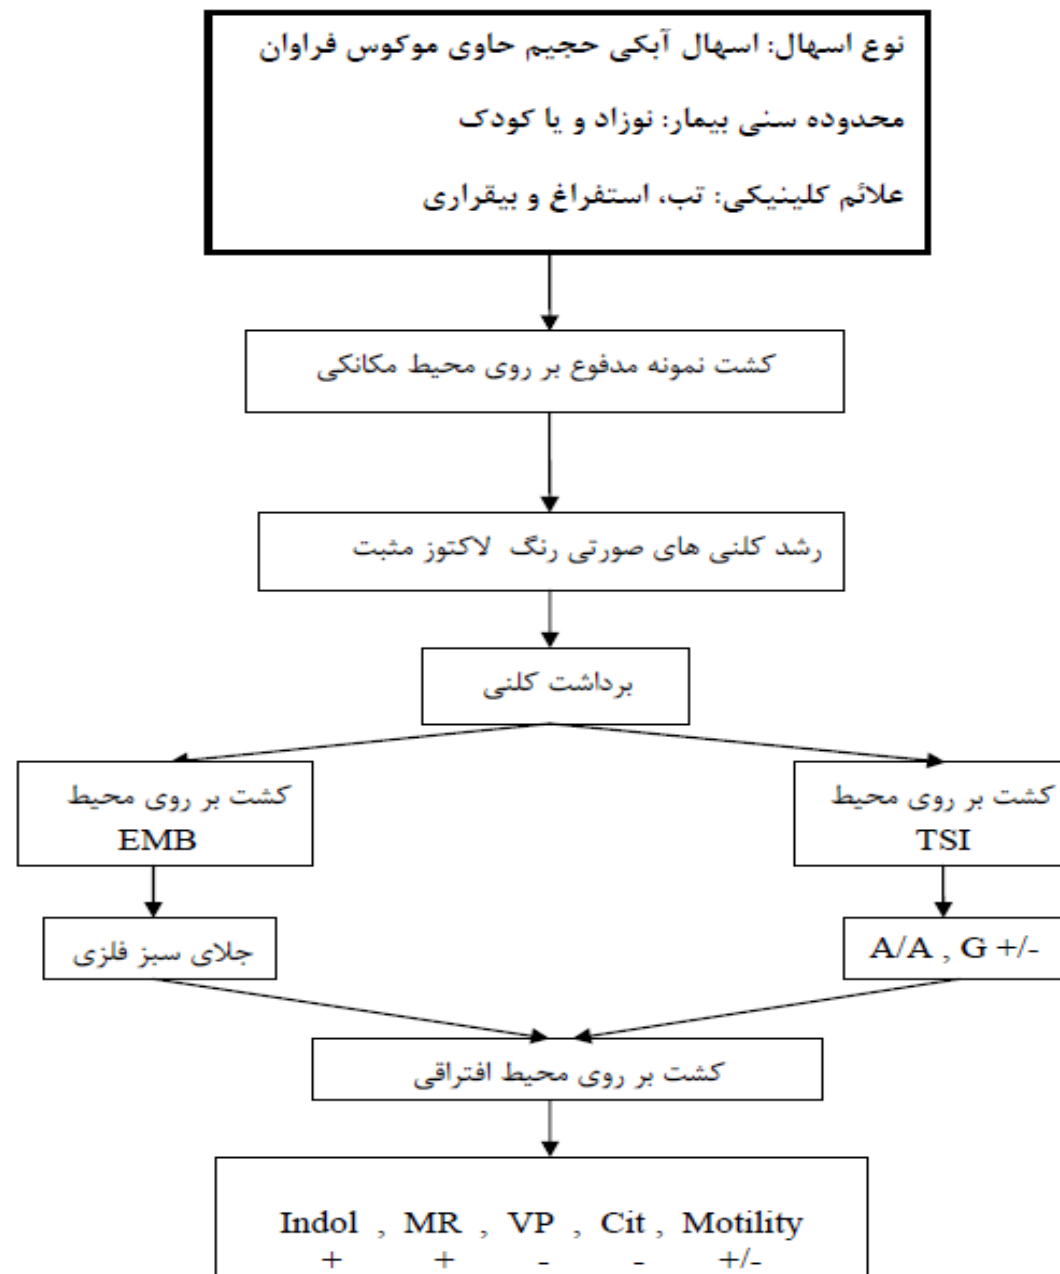 نوع اسهال: اسهال آبکی حجیم حاوی موکوس فراوان
محدوده سنی بیمار: نوزاد و یا کودک
علائم کلینیکی: تب، استفراغ و بیقراری
کشت نمونه مدفوع بر روی محیط مکانکی
رشد کلنی های صورتی رنگ لاکتوز مثبت
برداشت کلنی
کشت بر روی محیط
EMB
کشت بر روی محیط
TSI
جلای سبز فلزی
A/A , G +/-
کشت بر روی محیط افتراقی
Indol , MR , VP , Cit , Motility
+ + - - +/-